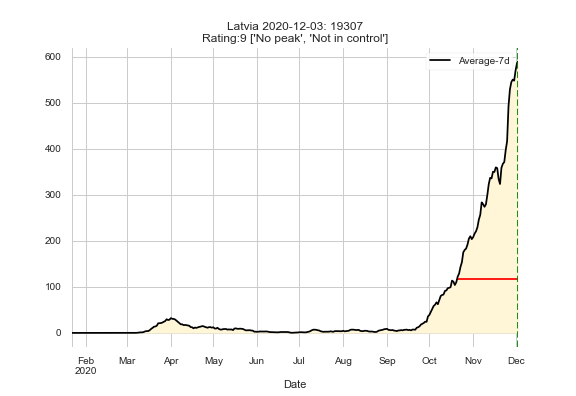 Latvia 2020-12-03: 19307
Rating:9 ['No peak', 'Not in control']
Average-7d
600
500
400
300
200
100
0
Feb Mar Apr May Jun Jul Aug Sep Oct Nov Dec
2020
Date